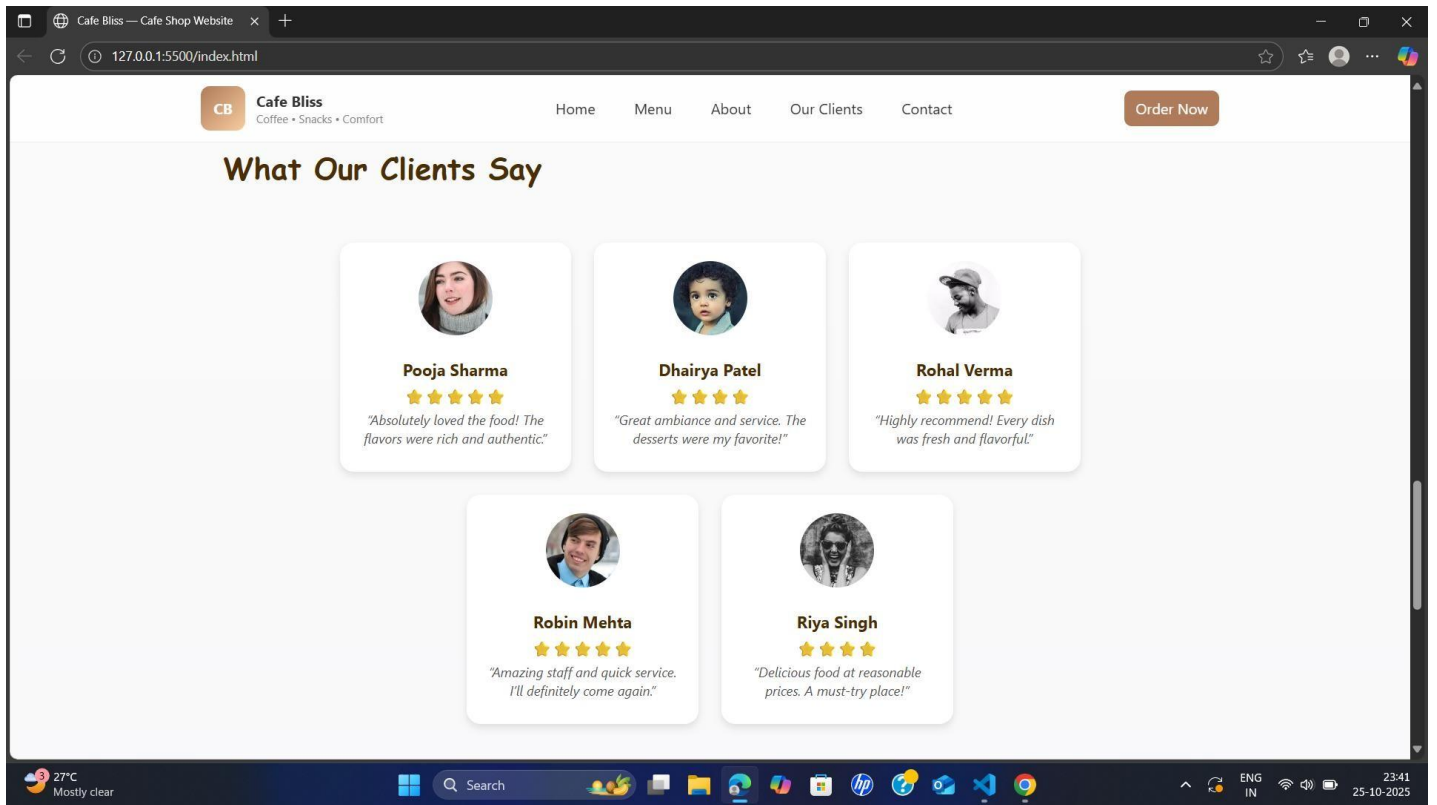 Cafe Bliss — Cafe Shop Website
127.0.0.1:5500/index.html
CB
Cafe Bliss
Coffee • Snacks • Comfort
Home Menu About Our Clients Contact
Order Now
What Our Clients Say
Pooja Sharma
“Absolutely loved the food! The
flavors were rich and authentic.”
Dhairya Patel
“Great ambiance and service. The
desserts were my favorite!”
Rohal Verma
“Highly recommend! Every dish
was fresh and flavorful.”
Robin Mehta
“Amazing staff and quick service.
I’ll definitely come again.”
Riya Singh
“Delicious food at reasonable
prices. A must-try place!”
3
27°C
Mostly clear
Search
hp
ENG
IN
23:41
25-10-2025